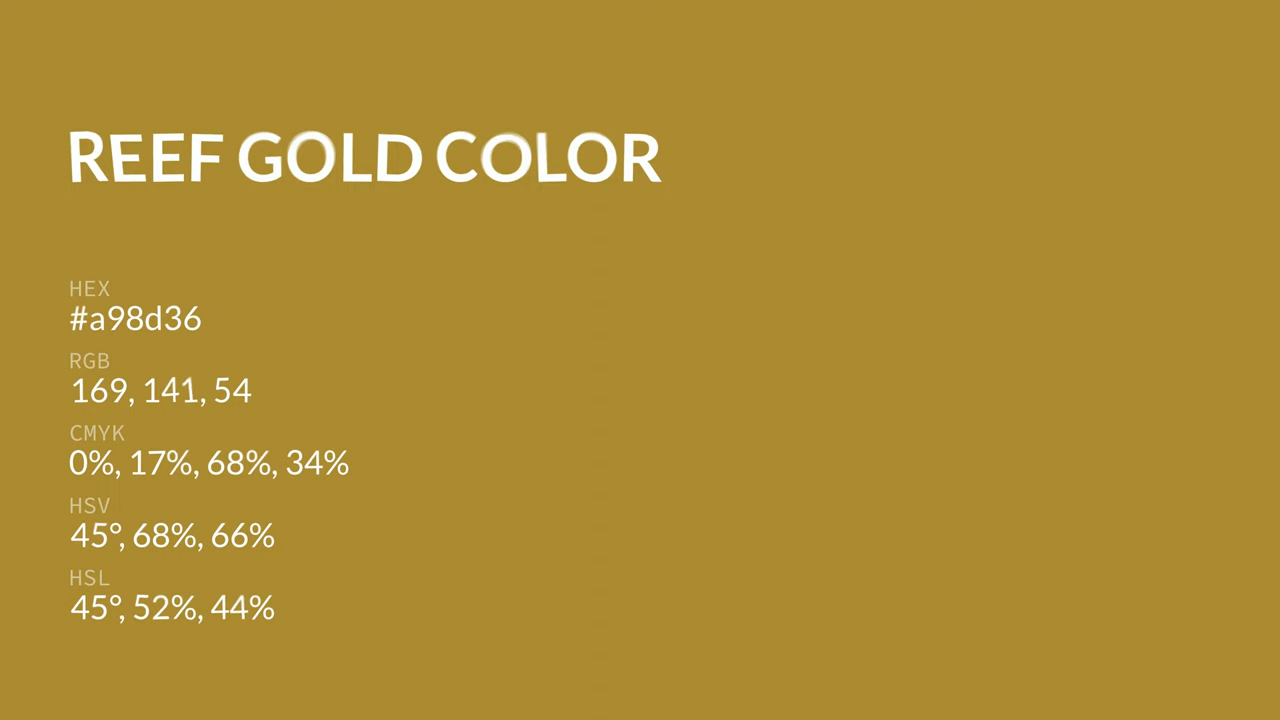 REEF GOLD COLOR
HEX
#a98d36
RGB
169, 141, 54
CMYK
0%, 17%, 68%, 34%
HSV
45°, 68%, 66%
HSL
45°, 52%, 44%